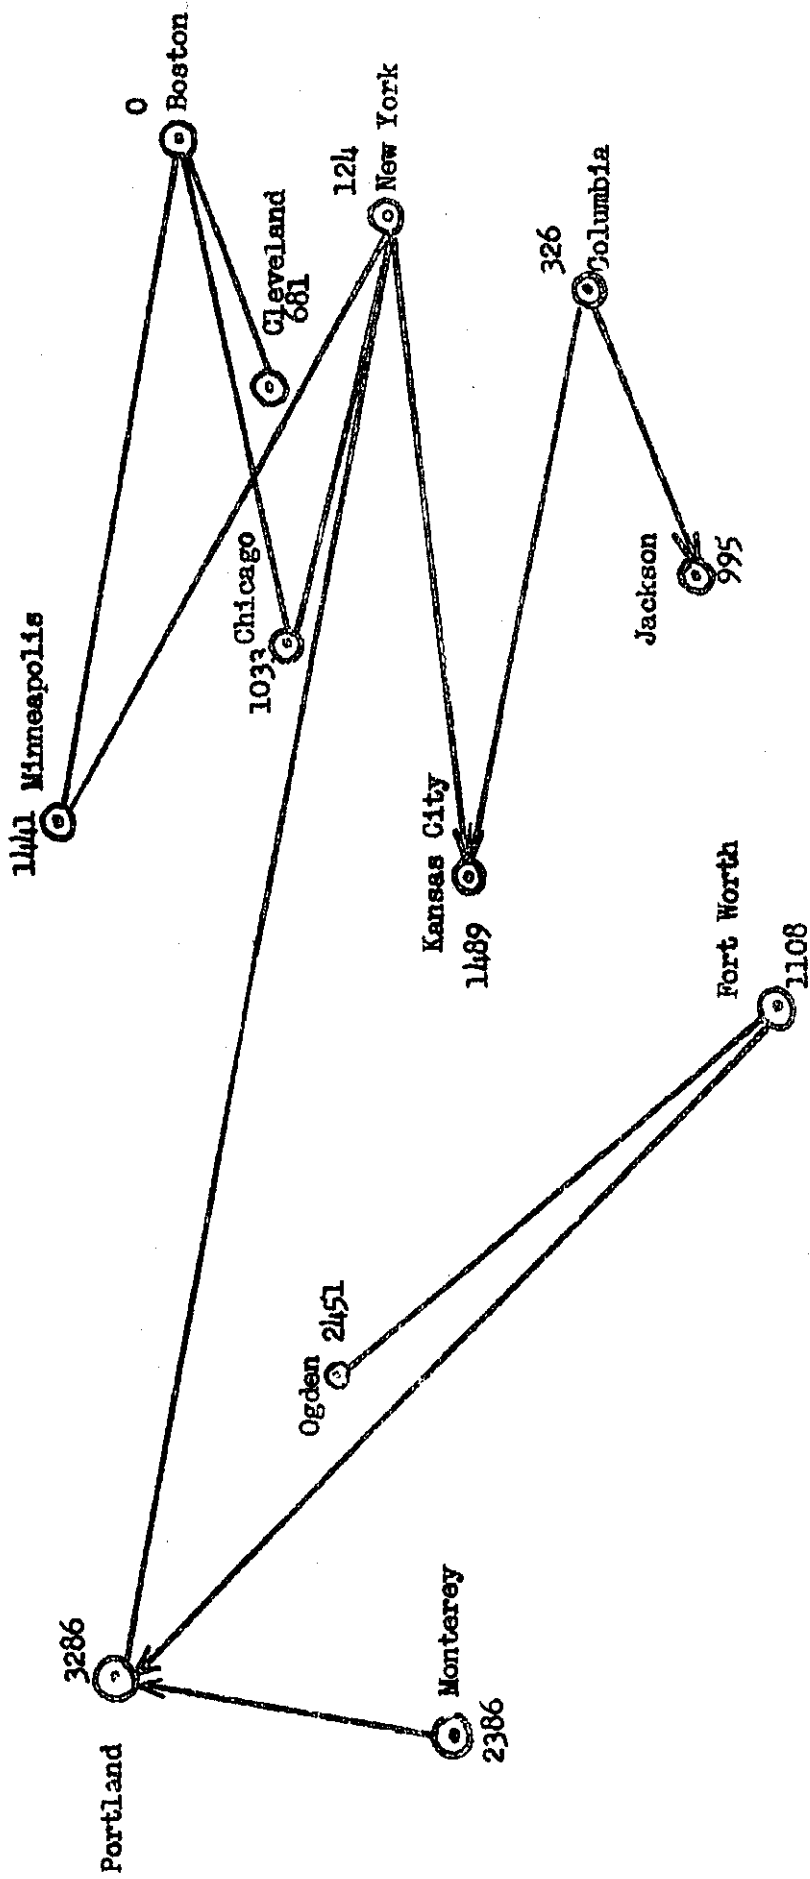 Portland
3286
Monterey
2386
Ogden 2451
Fort Worth
1108
Kansas City
1489
1441 Minneapolis
1033 Chicago
Jackson
995
Cleveland
681
0
Boston
124
New York
326
Columbia